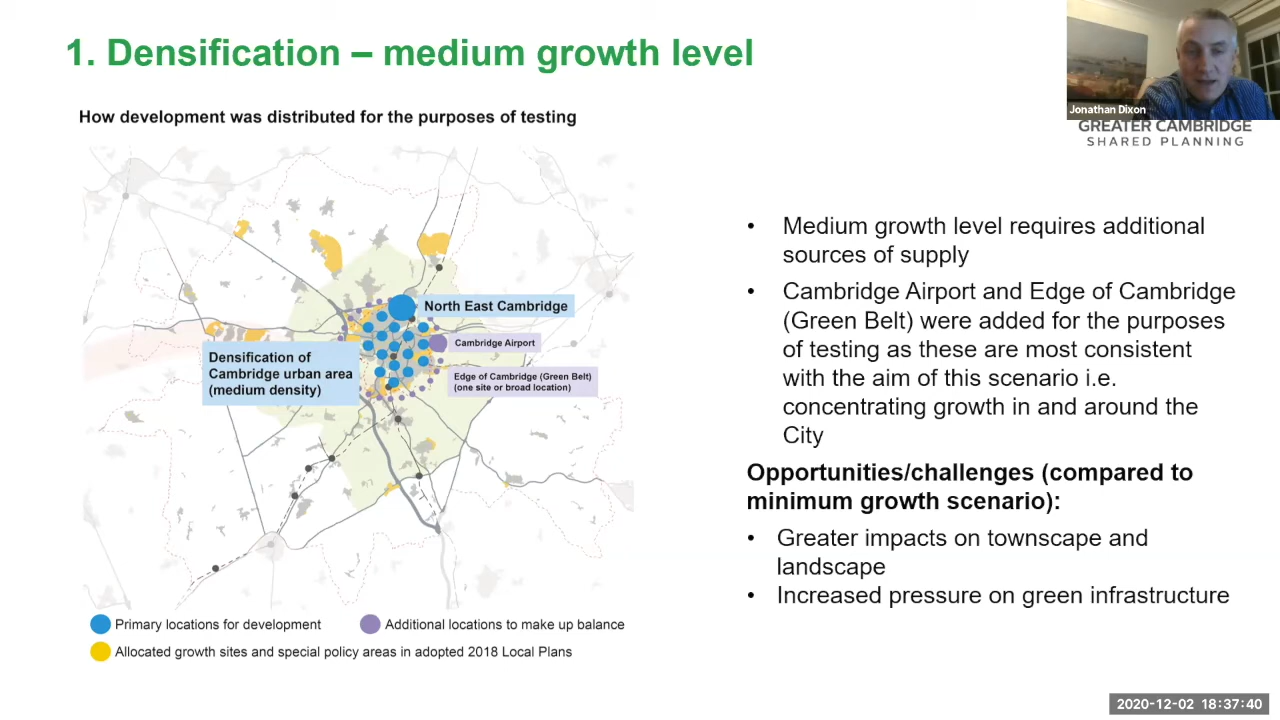 1. Densification – medium growth level
Jonathan Dixon
GREATER CAMBRIDGE
SHARED PLANNING
How development was distributed for the purposes of testing
North East Cambridge
Cambridge Airport
Densification of
Cambridge urban area
(medium density)
Edge of Cambridge (Green Belt)
(one site or broad location)
Primary locations for development
Additional locations to make up balance
Allocated growth sites and special policy areas in adopted 2018 Local Plans
• Medium growth level requires additional
sources of supply
• Cambridge Airport and Edge of Cambridge
(Green Belt) were added for the purposes
of testing as these are most consistent
with the aim of this scenario i.e.
concentrating growth in and around the
City
Opportunities/challenges (compared to
minimum growth scenario):
• Greater impacts on townscape and
landscape
• Increased pressure on green infrastructure
2020-12-02 18:37:40